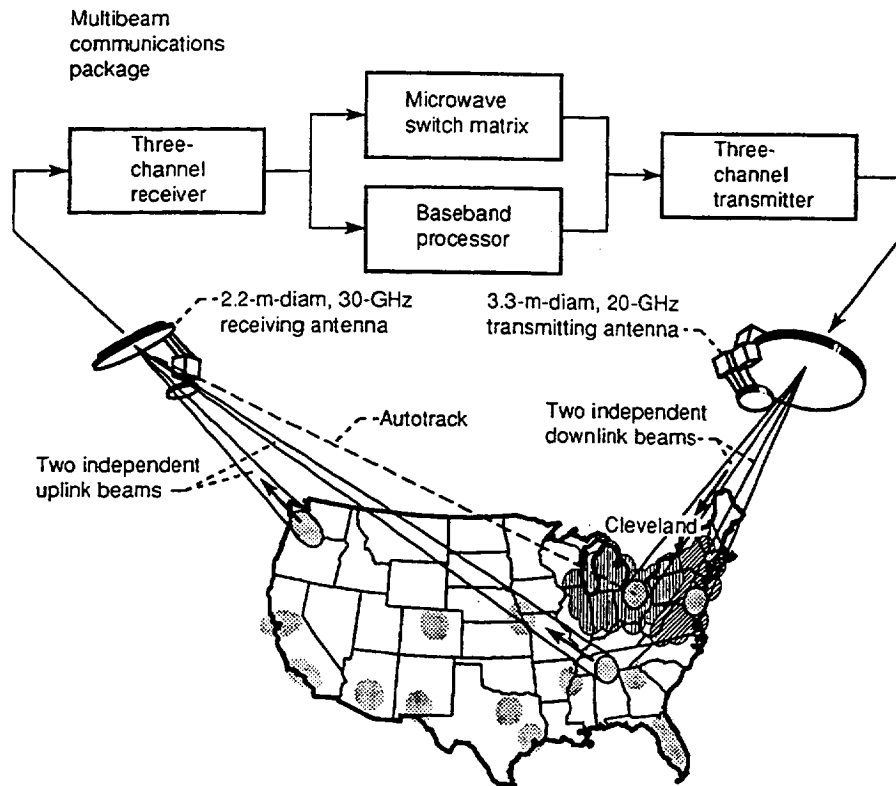 Multibeam
communications
package
Microwave
switch matrix
Three-
channel
receiver
Three-
channel
transmitter
Baseband
processor
2.2-m-diam, 30-GHz
receiving antenna
3.3-m-diam, 20-GHz
transmitting antenna
Autotrack
Two independent
downlink beams
Two independent
uplink beams
Cleveland